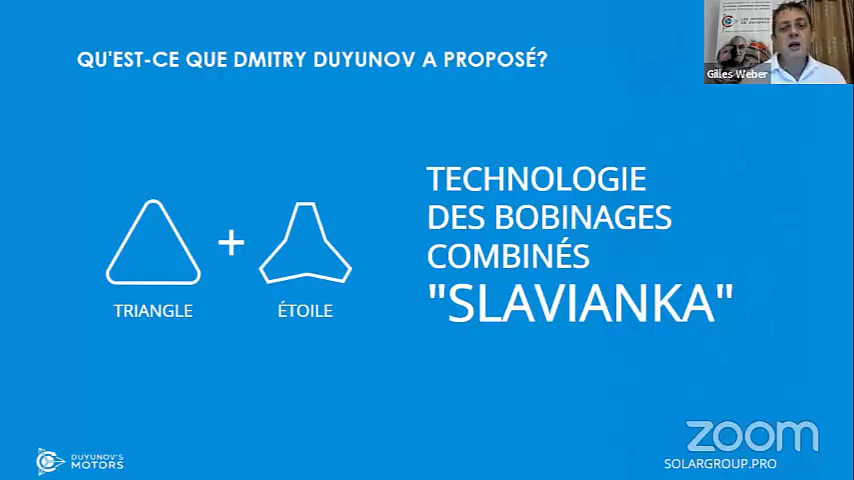 QU'EST-CE QUE DMITRY DUYUNOV A PROPOSÉ?
Gilles Weber
TECHNOLOGIE
DES BOBINAGES
COMBINÉS
"SLAVIANKA"
+
TRIANGLE
ÉTOILE
DUYUNOV'S
MOTORS
zoom
SOLARGROUP.PRO